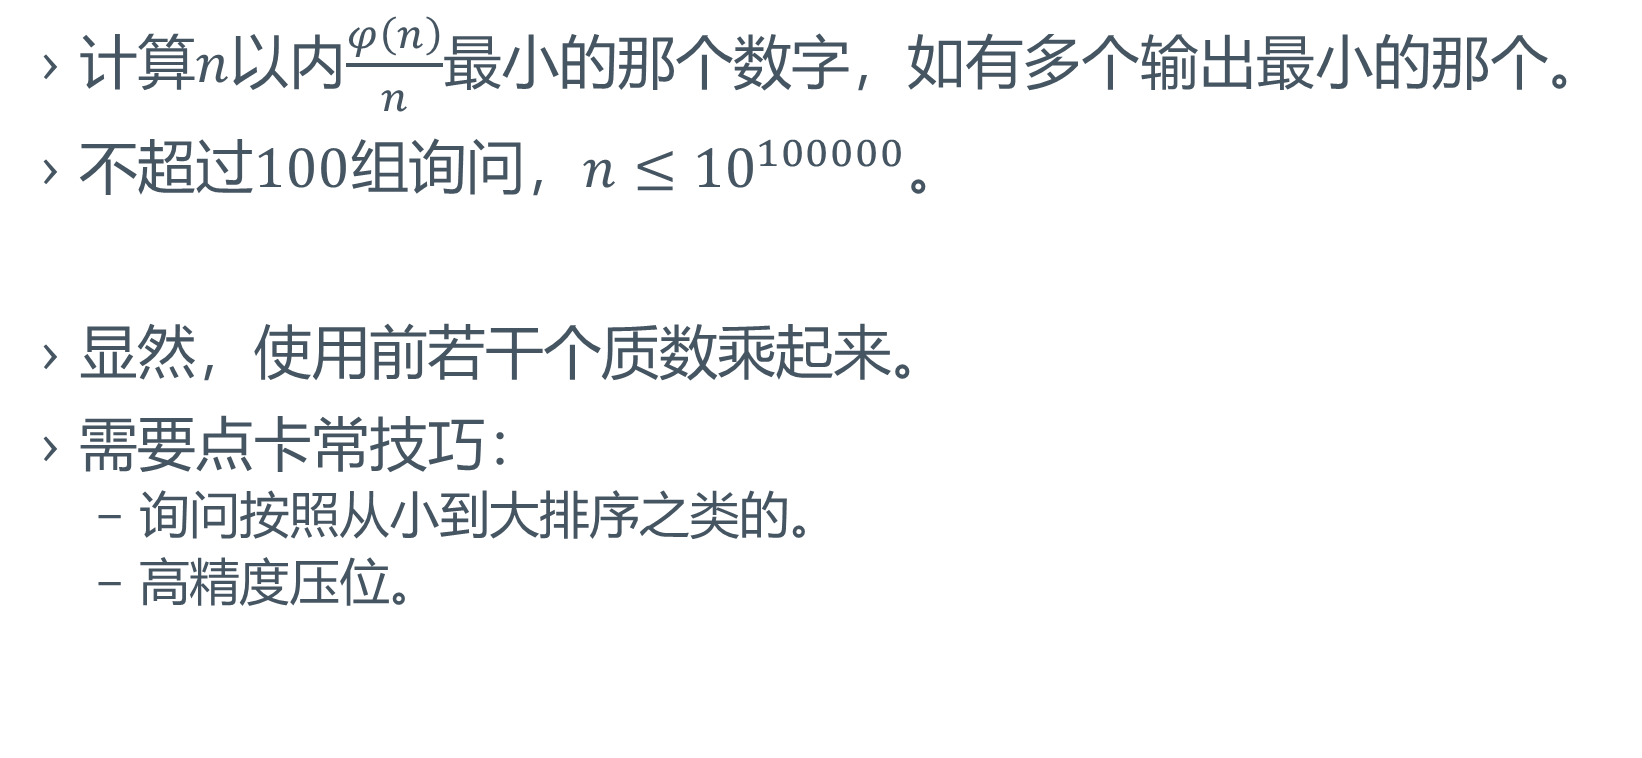 › 计算n以内φ(n)/n最小的那个数字，如有多个输出最小的那个。
› 不超过100组询问，n ≤ 10^100000。
› 显然，使用前若干个质数乘起来。
› 需要点卡常技巧：
– 询问按照从小到大排序之类的。
– 高精度压位。